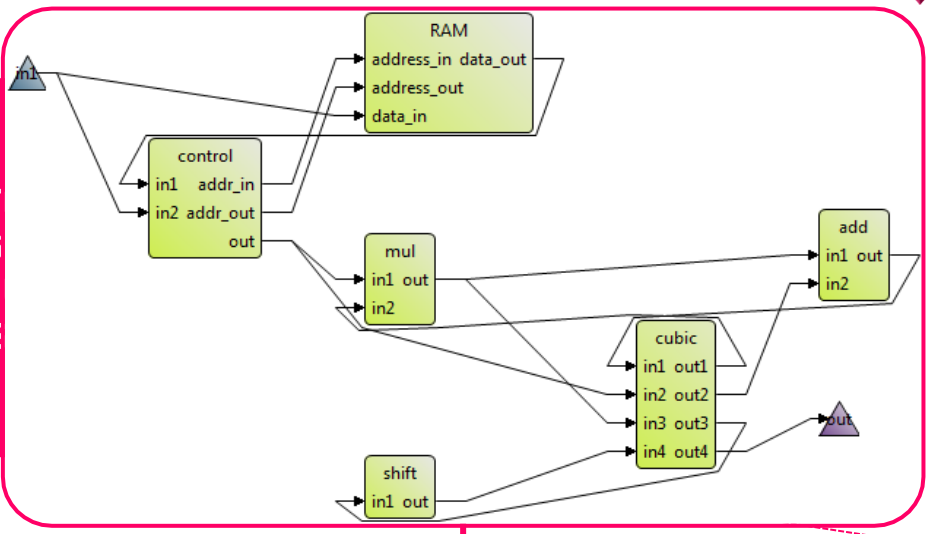 RAM
address_in data_out
address_out
data_in
in1
control
in1 addr_in
in2 addr_out
out
mul
in1 out
in2
add
in1 out
in2
cubic
in1 out1
in2 out2
in3 out3
in4 out4
out
shift
in1 out